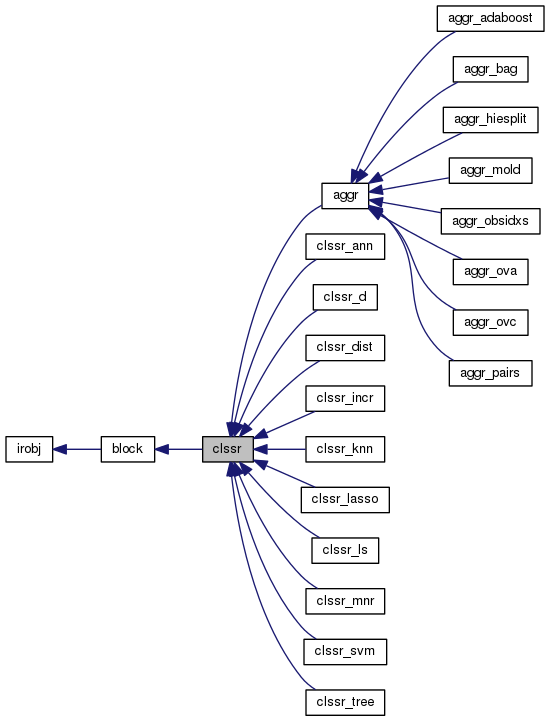 aggr_adaboost
aggr_bag
aggr_hiesplit
aggr_mold
aggr
aggr_obsidxs
clssr_ann
aggr_ova
clssr_d
aggr_ovc
clssr_dist
aggr_pairs
clssr_incr
irobj
block
clssr
clssr_knn
clssr_lasso
clssr_ls
clssr_mnr
clssr_svm
clssr_tree